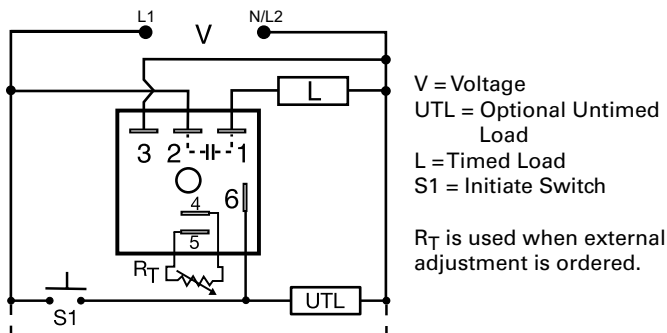 L1
V
N/L2
L
3
2
1
6
4
5
RT
S1
UTL
V = Voltage
UTL = Optional Untimed
Load
L = Timed Load
S1 = Initiate Switch
RT is used when external
adjustment is ordered.